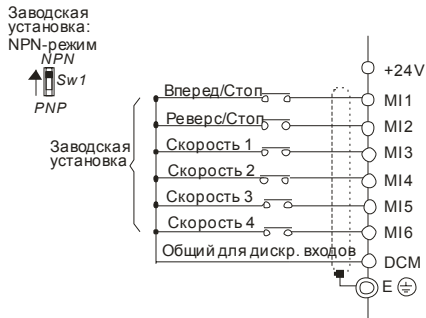 Заводская
установка:
NPN-режим
NPN
Sw1
PNP
+24V
Вперед/Стоп
MI1
Реверс/Стоп
MI2
Заводская
установка
Скорость 1
MI3
Скорость 2
MI4
Скорость 3
MI5
Скорость 4
MI6
Общий для дискр. входов
DCM
E